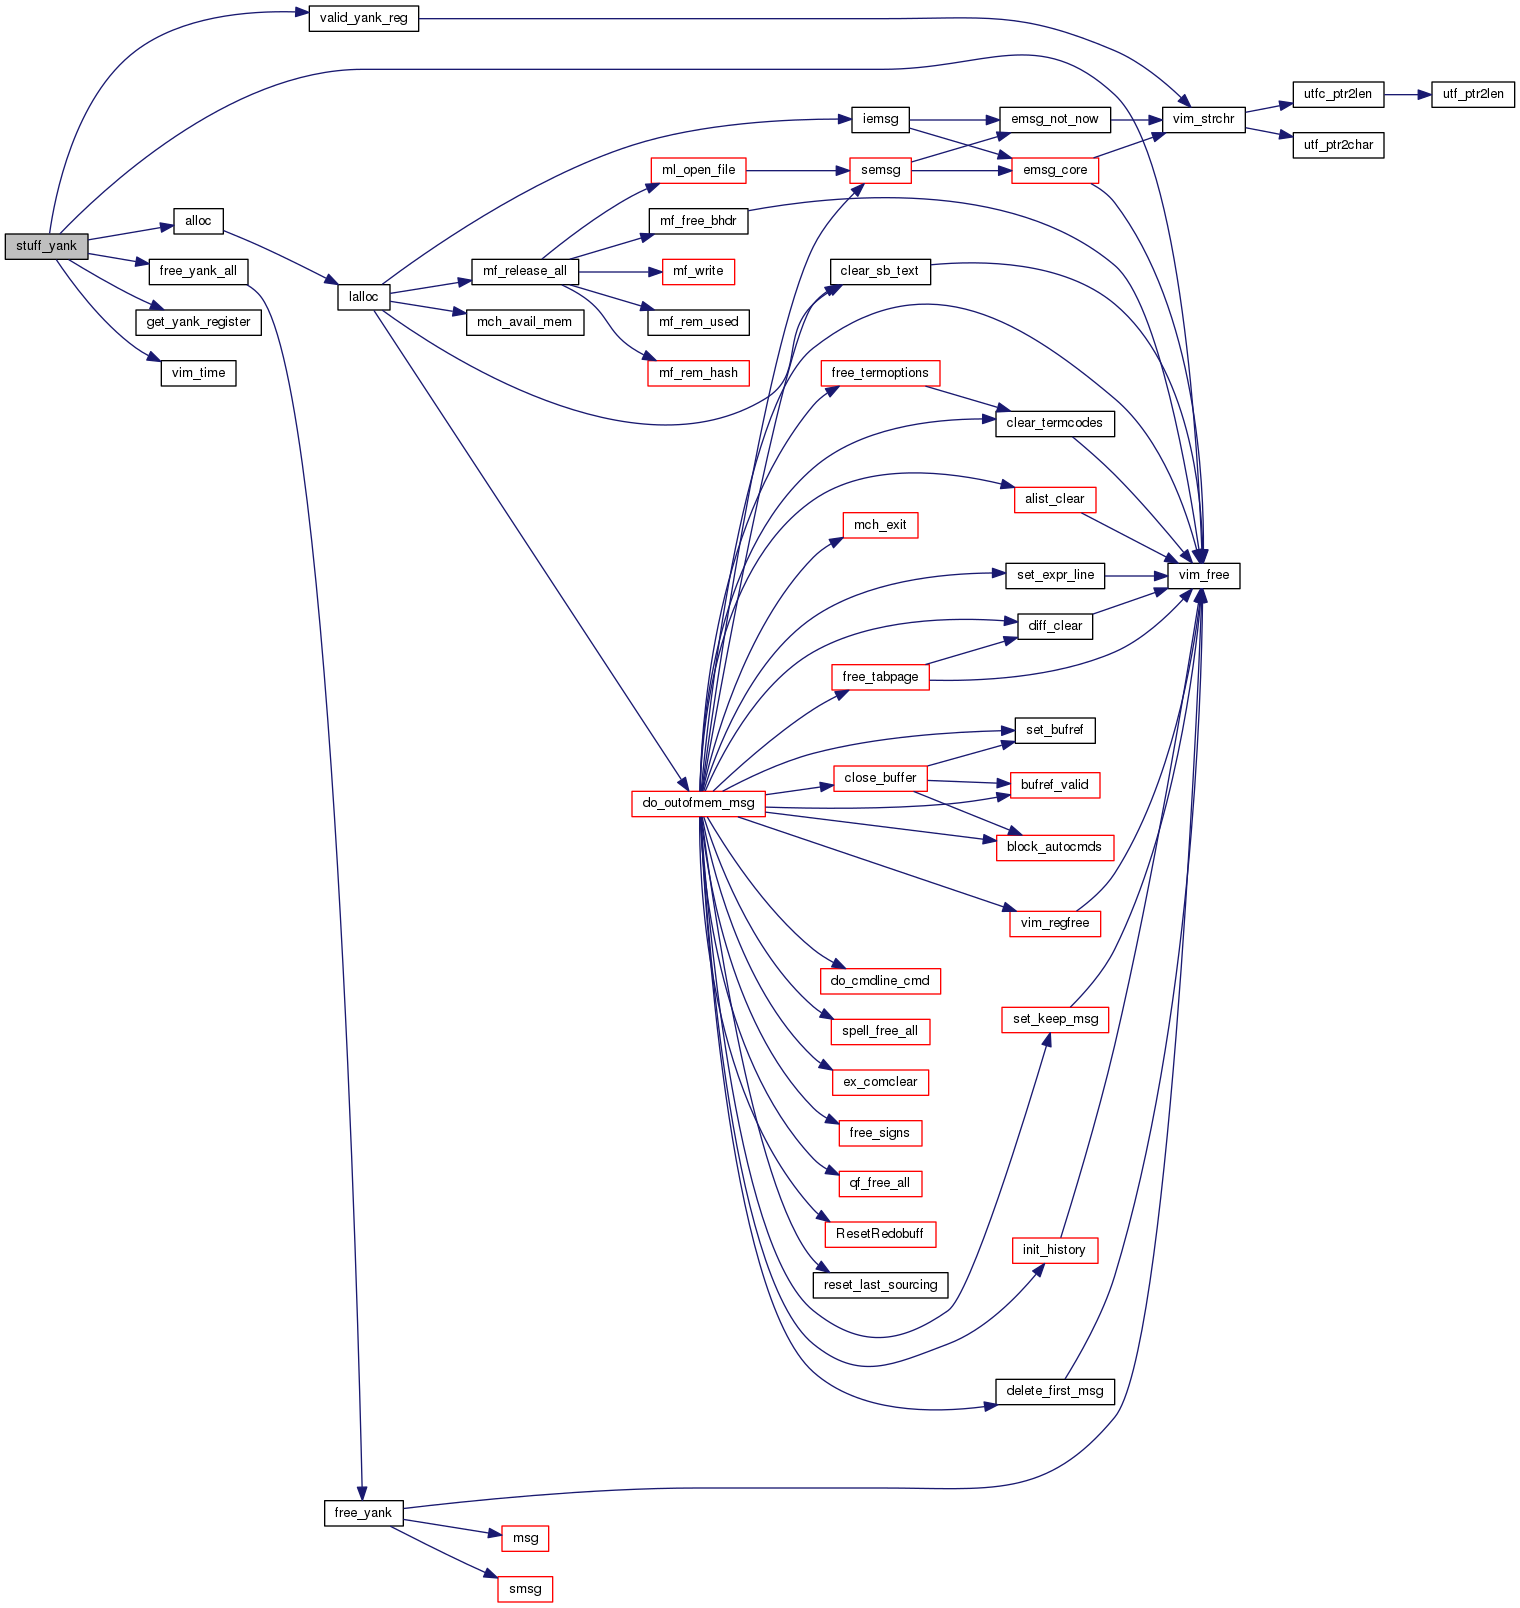 valid_yank_reg
utfc_ptr2len
utf_ptr2len
iemsg
emsg_not_now
vim_strchr
utf_ptr2char
ml_open_file
semsg
emsg_core
alloc
mf_free_bhdr
stuff_yank
free_yank_all
mf_release_all
mf_write
clear_sb_text
lalloc
get_yank_register
mch_avail_mem
mf_rem_used
vim_time
mf_rem_hash
free_termoptions
clear_termcodes
alist_clear
mch_exit
set_expr_line
vim_free
diff_clear
free_tabpage
set_bufref
close_buffer
bufref_valid
do_outofmem_msg
block_autocmds
vim_regfree
do_cmdline_cmd
set_keep_msg
spell_free_all
ex_comclear
free_signs
qf_free_all
ResetRedobuff
init_history
reset_last_sourcing
delete_first_msg
free_yank
msg
smsg